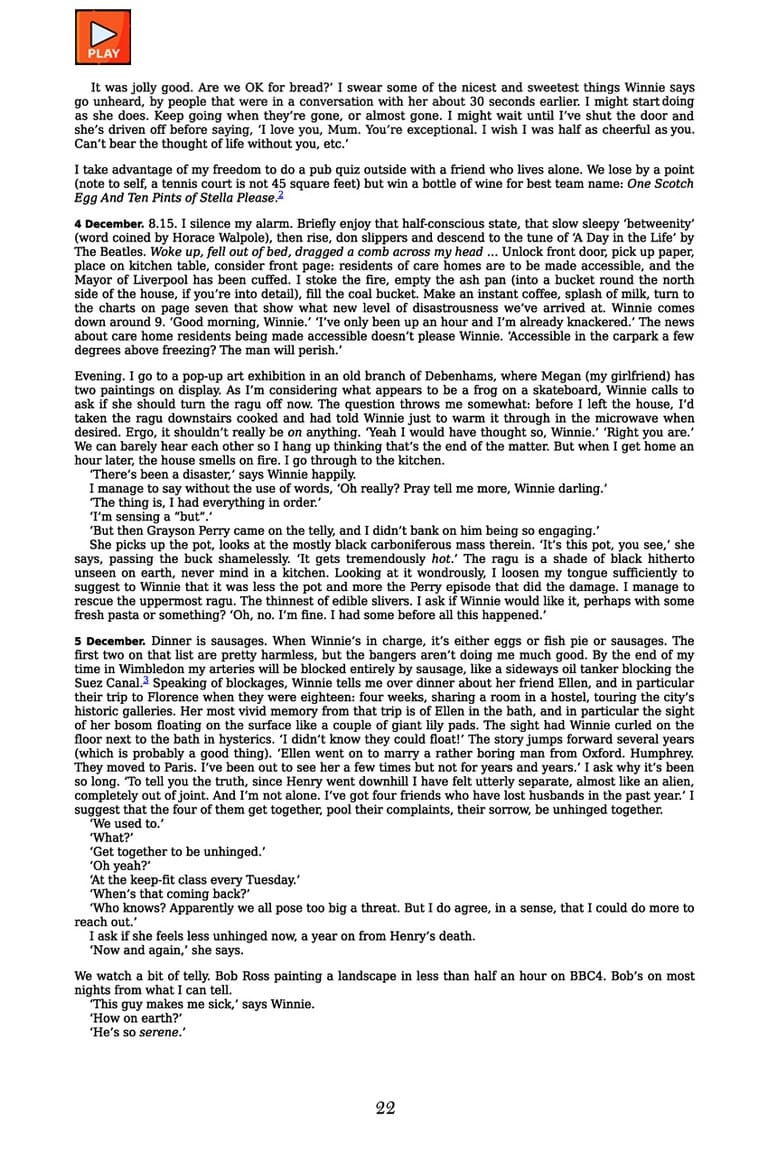 PLAY
It was jolly good. Are we OK for bread?’ I swear some of the nicest and sweetest things Winnie says
go unheard, by people that were in a conversation with her about 30 seconds earlier. I might start doing
as she does. Keep going when they’re gone, or almost gone. I might wait until I’ve shut the door and
she’s driven off before saying, ‘I love you, Mum. You’re exceptional. I wish I was half as cheerful as you.
Can’t bear the thought of life without you, etc.’
I take advantage of my freedom to do a pub quiz outside with a friend who lives alone. We lose by a point
(note to self, a tennis court is not 45 square feet) but win a bottle of wine for best team name: One Scotch
Egg And Ten Pints of Stella Please.2
4 December. 8.15. I silence my alarm. Briefly enjoy that half-conscious state, that slow sleepy ‘betweenity’
(word coined by Horace Walpole), then rise, don slippers and descend to the tune of ‘A Day in the Life’ by
The Beatles. Woke up, fell out of bed, dragged a comb across my head ... Unlock front door, pick up paper,
place on kitchen table, consider front page: residents of care homes are to be made accessible, and the
Mayor of Liverpool has been cuffed. I stoke the fire, empty the ash pan (into a bucket round the north
side of the house, if you’re into detail), fill the coal bucket. Make an instant coffee, splash of milk, turn to
the charts on page seven that show what new level of disastrousness we’ve arrived at. Winnie comes
down around 9. ‘Good morning, Winnie.’ ‘I’ve only been up an hour and I’m already knackered.’ The news
about care home residents being made accessible doesn’t please Winnie. ‘Accessible in the carpark a few
degrees above freezing? The man will perish.’
Evening. I go to a pop-up art exhibition in an old branch of Debenhams, where Megan (my girlfriend) has
two paintings on display. As I’m considering what appears to be a frog on a skateboard, Winnie calls to
ask if she should turn the ragu off now. The question throws me somewhat: before I left the house, I’d
taken the ragu downstairs cooked and had told Winnie just to warm it through in the microwave when
desired. Ergo, it shouldn’t really be on anything. ‘Yeah I would have thought so, Winnie.’ ‘Right you are.’
We can barely hear each other so I hang up thinking that’s the end of the matter. But when I get home an
hour later, the house smells on fire. I go through to the kitchen.
‘There’s been a disaster,’ says Winnie happily.
I manage to say without the use of words, ‘Oh really? Pray tell me more, Winnie darling.’
‘The thing is, I had everything in order.’
‘I’m sensing a “but”.’
‘But then Grayson Perry came on the telly, and I didn’t bank on him being so engaging.’
She picks up the pot, looks at the mostly black carboniferous mass therein. ‘It’s this pot, you see,’ she
says, passing the buck shamelessly. ‘It gets tremendously hot.’ The ragu is a shade of black hitherto
unseen on earth, never mind in a kitchen. Looking at it wondrously, I loosen my tongue sufficiently to
suggest to Winnie that it was less the pot and more the Perry episode that did the damage. I manage to
rescue the uppermost ragu. The thinnest of edible slivers. I ask if Winnie would like it, perhaps with some
fresh pasta or something? ‘Oh, no. I’m fine. I had some before all this happened.’
5 December. Dinner is sausages. When Winnie’s in charge, it’s either eggs or fish pie or sausages. The
first two on that list are pretty harmless, but the bangers aren’t doing me much good. By the end of my
time in Wimbledon my arteries will be blocked entirely by sausage, like a sideways oil tanker blocking the
Suez Canal.3 Speaking of blockages, Winnie tells me over dinner about her friend Ellen, and in particular
their trip to Florence when they were eighteen: four weeks, sharing a room in a hostel, touring the city’s
historic galleries. Her most vivid memory from that trip is of Ellen in the bath, and in particular the sight
of her bosom floating on the surface like a couple of giant lily pads. The sight had Winnie curled on the
floor next to the bath in hysterics. ‘I didn’t know they could float!’ The story jumps forward several years
(which is probably a good thing). ‘Ellen went on to marry a rather boring man from Oxford. Humphrey.
They moved to Paris. I’ve been out to see her a few times but not for years and years.’ I ask why it’s been
so long. ‘To tell you the truth, since Henry went downhill I have felt utterly separate, almost like an alien,
completely out of joint. And I’m not alone. I’ve got four friends who have lost husbands in the past year.’ I
suggest that the four of them get together, pool their complaints, their sorrow, be unhinged together.
‘We used to.’
‘What?’
‘Get together to be unhinged.’
‘Oh yeah?’
‘At the keep-fit class every Tuesday.’
‘When’s that coming back?’
‘Who knows? Apparently we all pose too big a threat. But I do agree, in a sense, that I could do more to
reach out.’
I ask if she feels less unhinged now, a year on from Henry’s death.
‘Now and again,’ she says.
We watch a bit of telly. Bob Ross painting a landscape in less than half an hour on BBC4. Bob’s on most
nights from what I can tell.
‘This guy makes me sick,’ says Winnie.
‘How on earth?’
‘He’s so serene.’
22